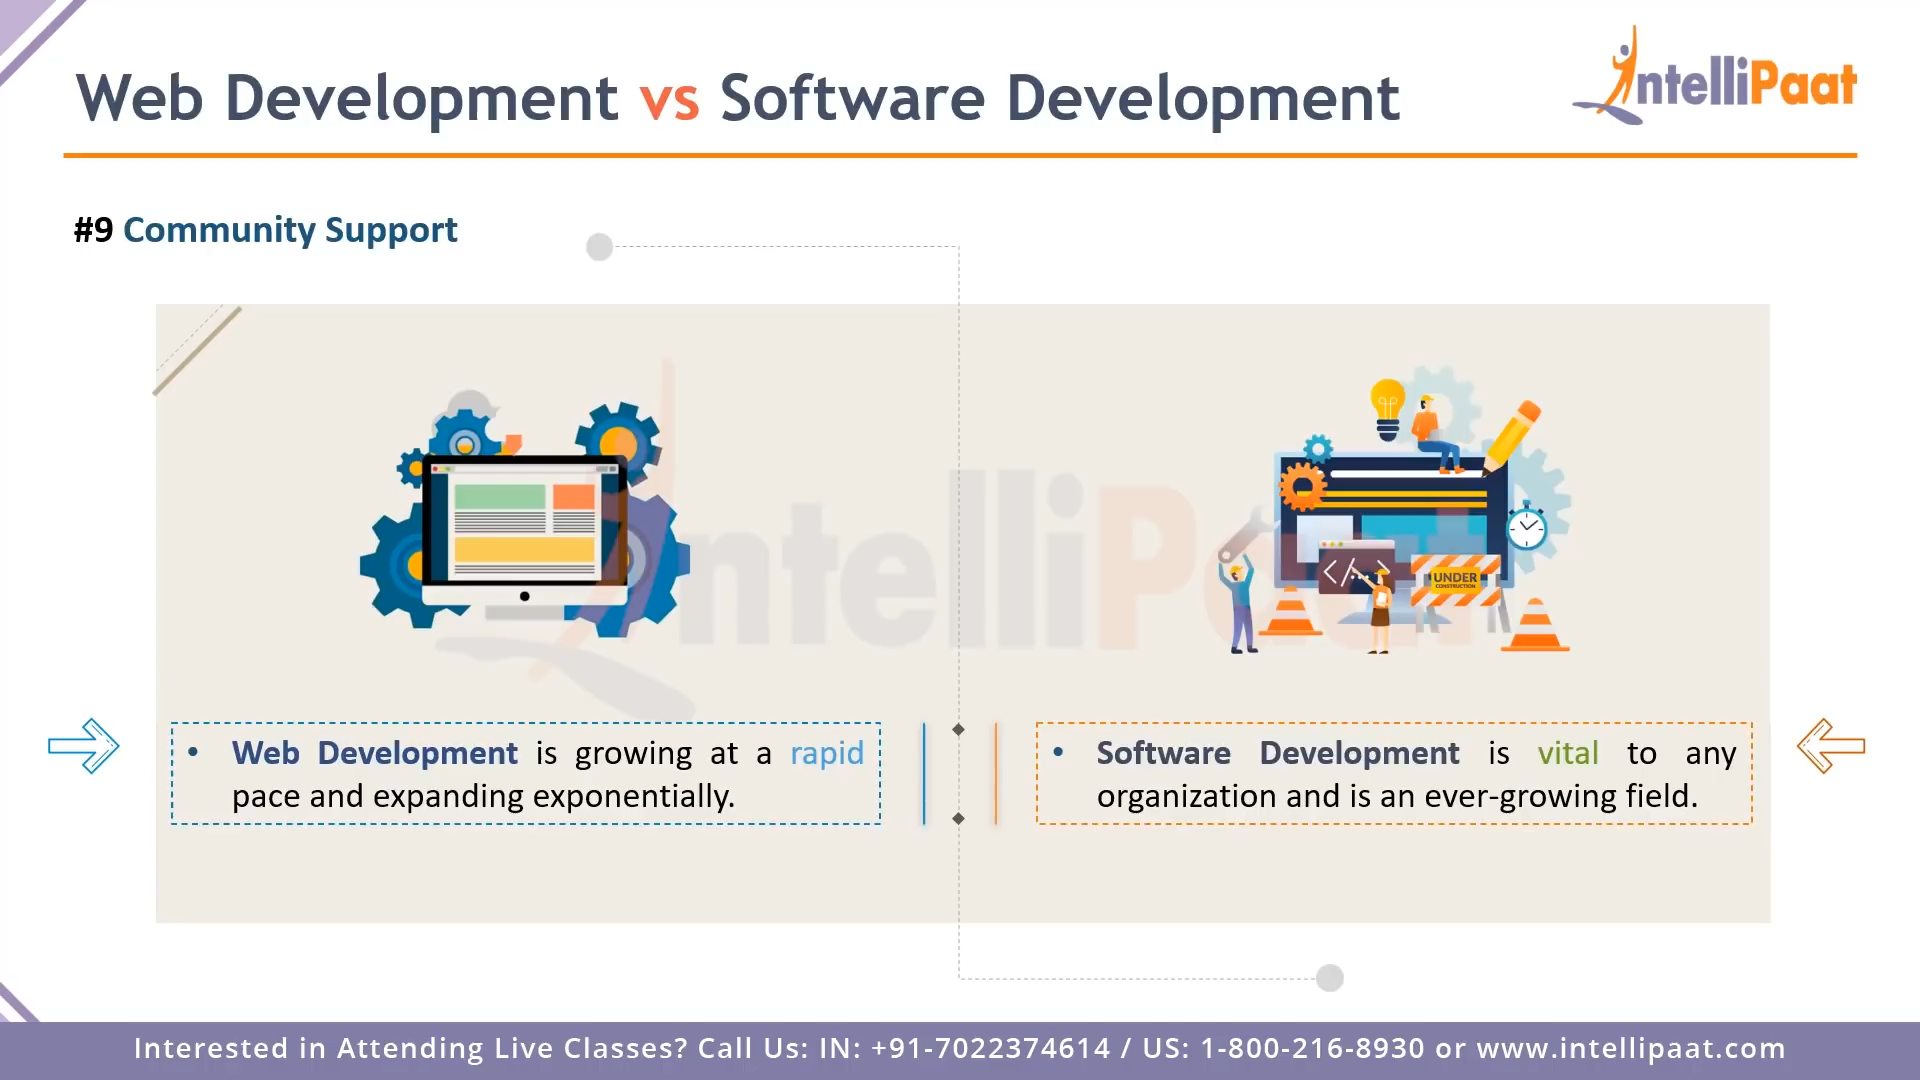 Web Development vs Software Development
IntelliPaat
#9 Community Support
IntelliPaat
</>
UNDER
CONSTRUCTION
• Web Development is growing at a rapid
pace and expanding exponentially.
• Software Development is vital to any
organization and is an ever-growing field.
Interested in Attending Live Classes? Call Us: IN: +91-7022374614 / US: 1-800-216-8930 or www.intellipaat.com